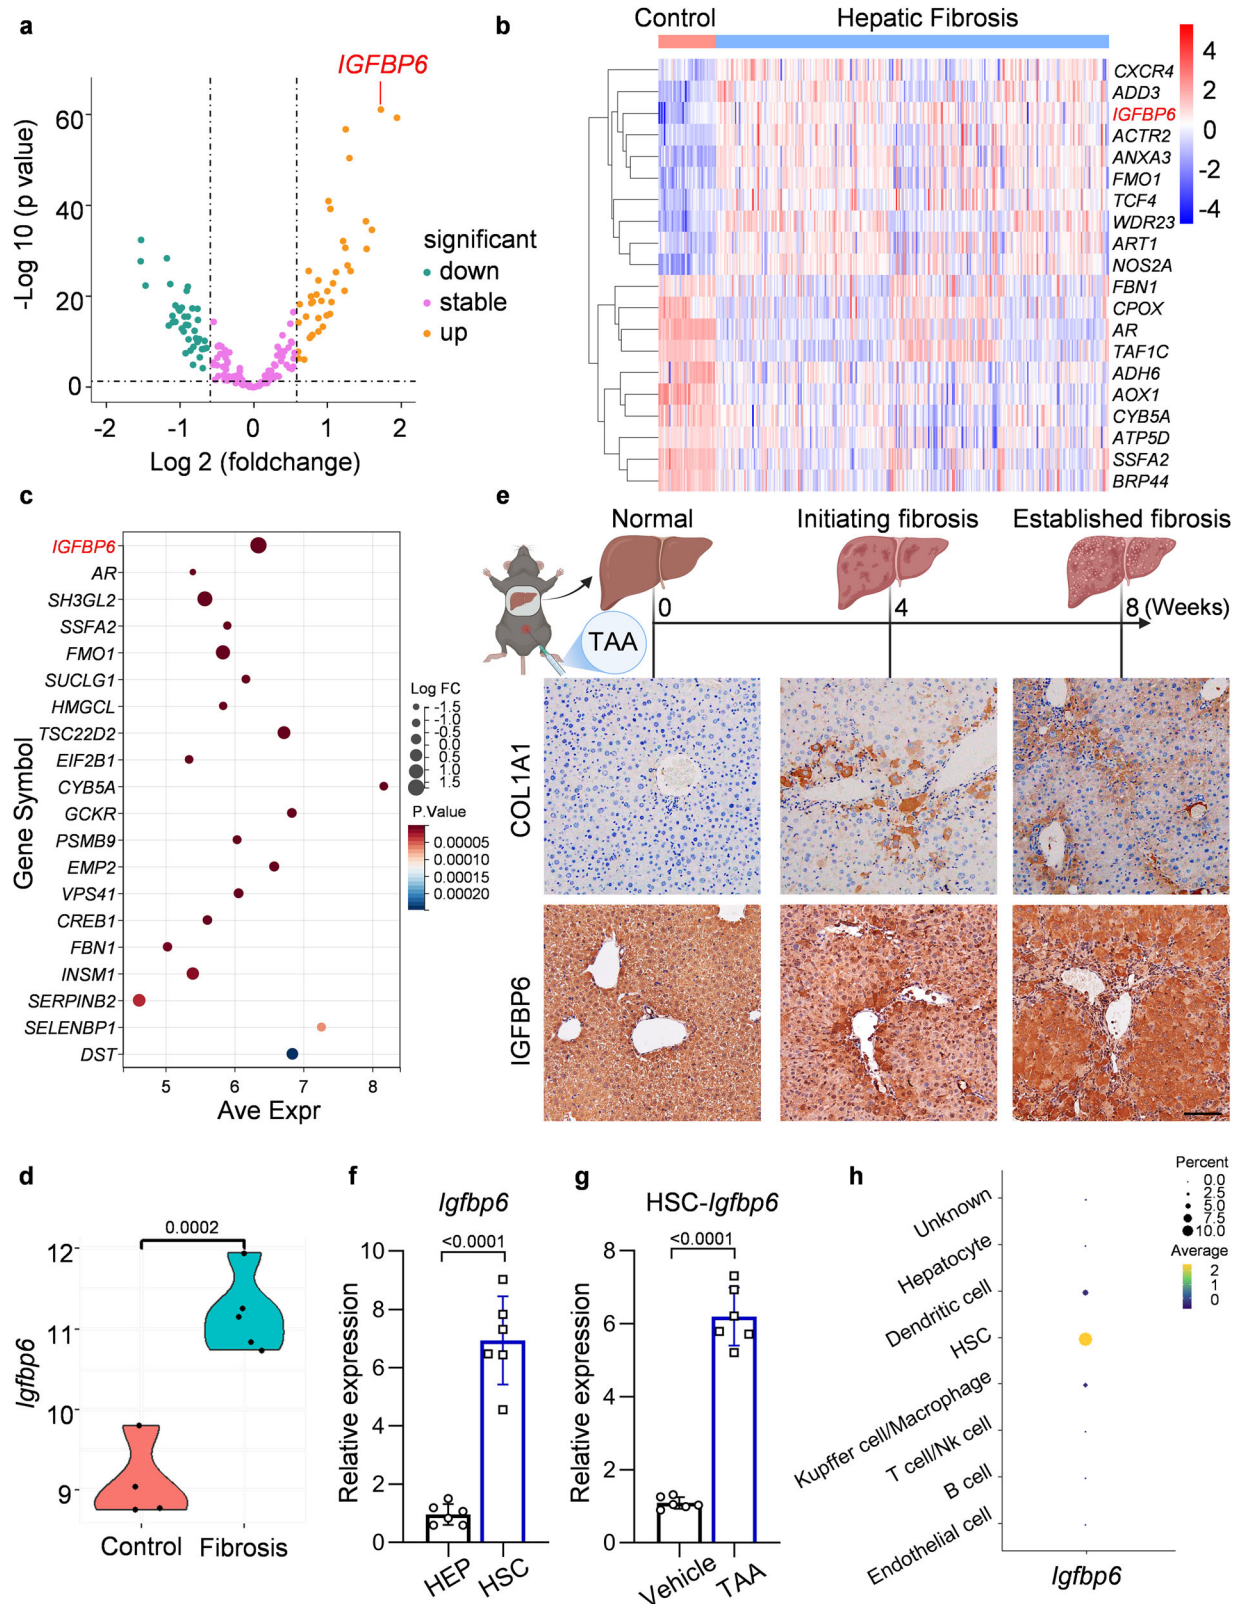 a
IGFBP6
-Log 10 (p value)
60
40
20
0
-2
-1
0
1
2
Log 2 (foldchange)
significant
down
stable
up
b
Control
Hepatic Fibrosis
CXCR4
ADD3
IGFBP6
ACTR2
ANXA3
FMO1
TCF4
WDR23
ART1
NOS2A
FBN1
CPOX
AR
TAF1C
ADH6
AOX1
CYB5A
ATP5D
SSFA2
BRP44
4
2
0
-2
-4
c
Gene Symbol
IGFBP6
AR
SH3GL2
SSFA2
FMO1
SUCLG1
HMGCL
TSC22D2
EIF2B1
CYB5A
GCKR
PSMB9
EMP2
VPS41
CREB1
FBN1
INSM1
SERPINB2
SELENBP1
DST
5
6
7
8
Ave Expr
Log FC
-1.5
-1.0
-0.5
0.0
0.5
1.0
1.5
P.Value
0.00005
0.00010
0.00015
0.00020
e
Normal
Initiating fibrosis
Established fibrosis
TAA
0
4
8 (Weeks)
COL1A1
IGFBP6
d
Igfbp6
12
11
10
9
0.0002
Control
Fibrosis
f
Igfbp6
<0.0001
Relative expression
10
8
6
4
2
0
HEP
HSC
g
HSC-Igfbp6
<0.0001
Relative expression
8
6
4
2
0
Vehicle
TAA
h
Unknown
Hepatocyte
Dendritic cell
HSC
Kupffer cell/Macrophage
T cell/Nk cell
B cell
Endothelial cell
Igfbp6
Percent
0.0
2.5
5.0
7.5
10.0
Average
2
1
0